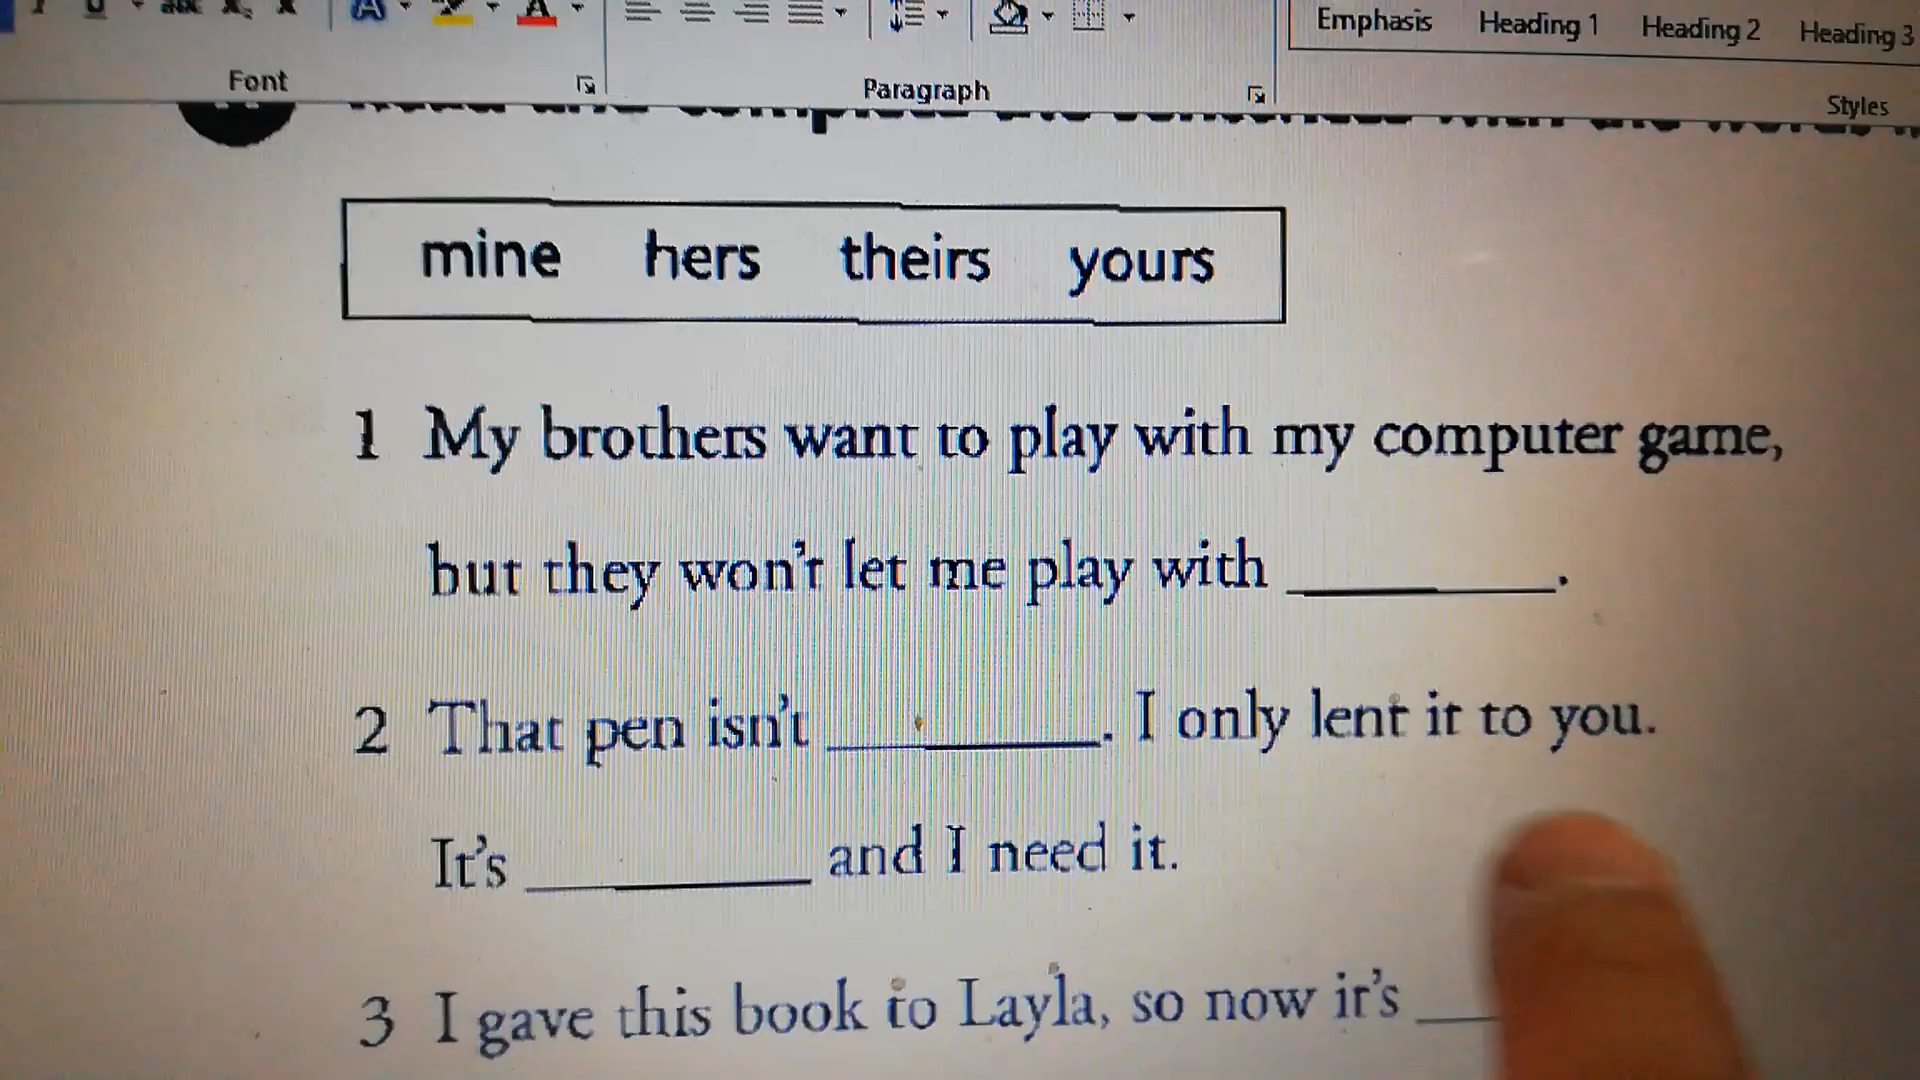 Emphasis Heading 1 Heading 2 Heading 3
Font Paragraph Styles
mine hers theirs yours
1 My brothers want to play with my computer game,
but they won't let me play with ________.
2 That pen isn't ________. I only lent it to you.
It's ________ and I need it.
3 I gave this book to Layla, so now it's __